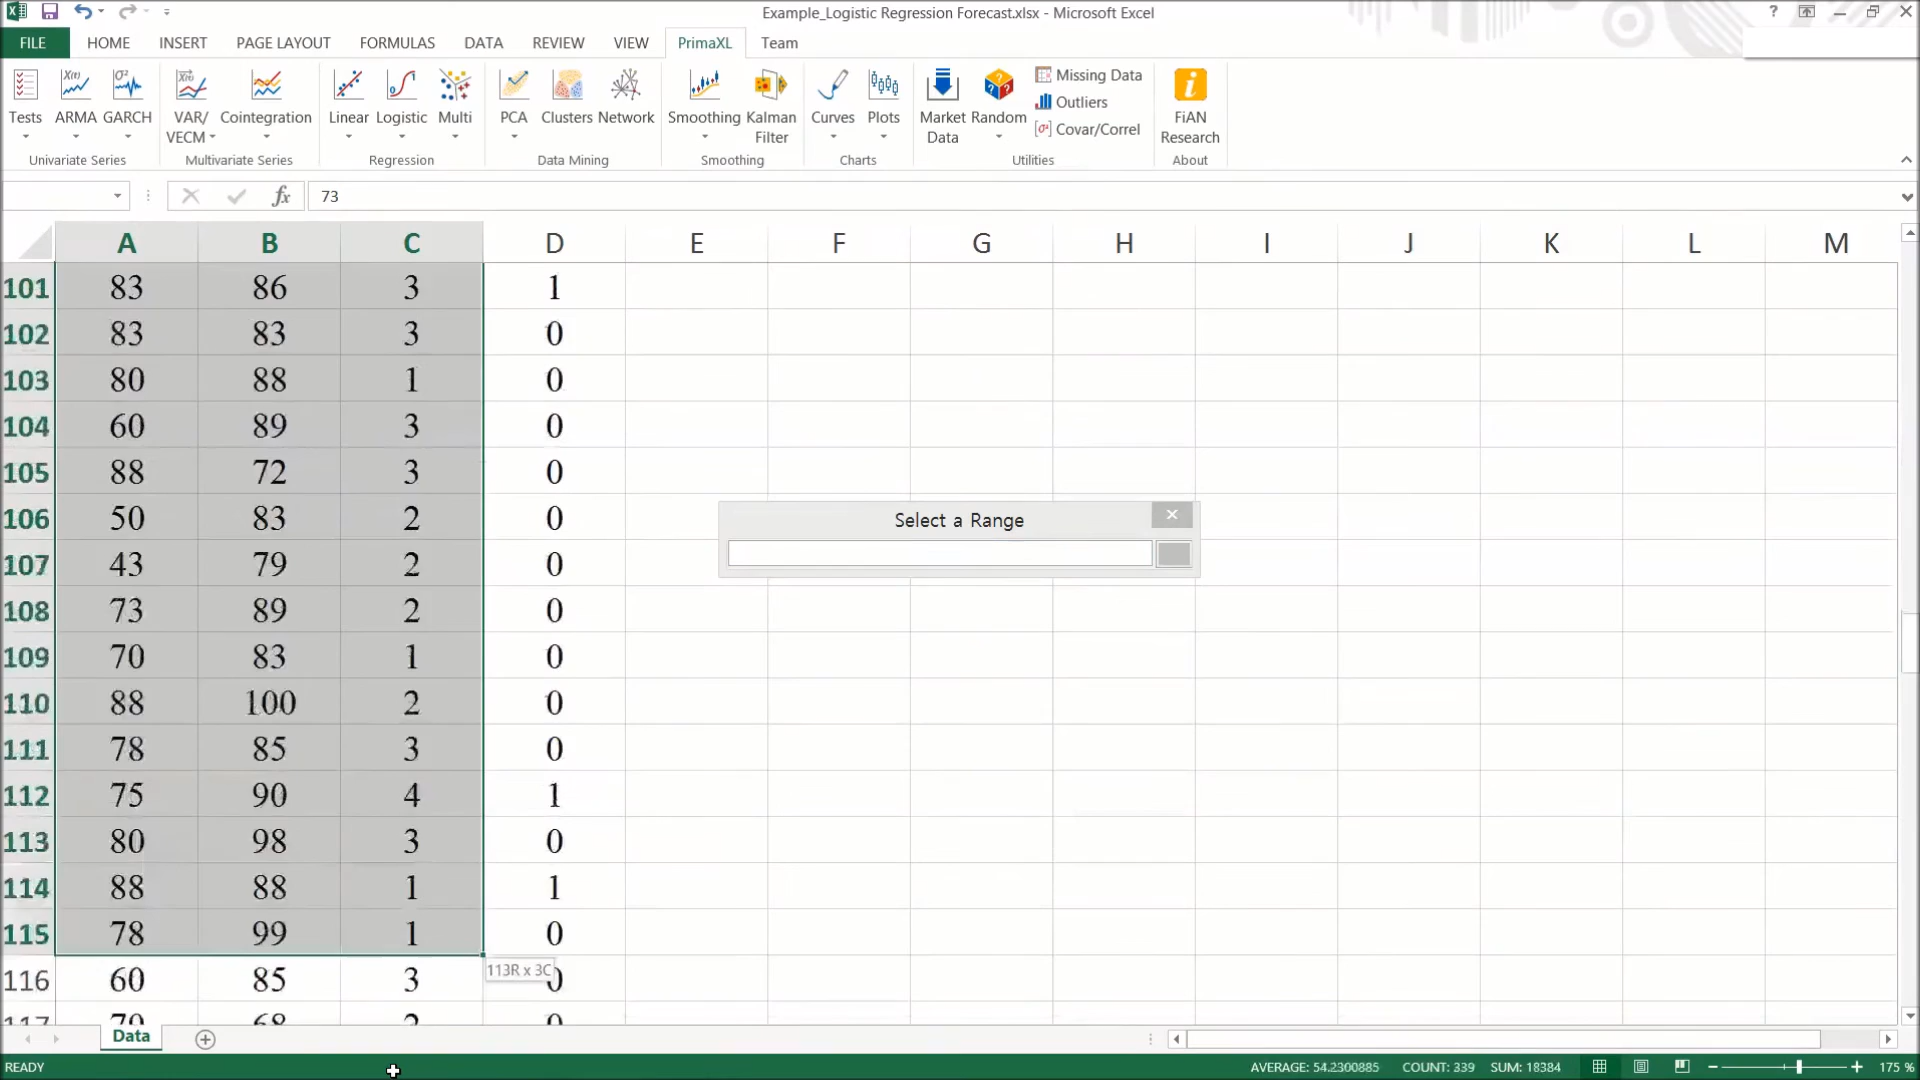 Example_Logistic Regression Forecast.xlsx - Microsoft Excel
?
FILE HOME INSERT PAGE LAYOUT FORMULAS DATA REVIEW VIEW PrimaXL Team
Tests ARMA GARCH VAR/ VECM Cointegration Linear Logistic Multi PCA Clusters Network Smoothing Kalman Filter Curves Plots Market Data Random Missing Data Outliers Covar/Correl FiAN Research
Univariate Series Multivariate Series Regression Data Mining Smoothing Charts Utilities About
fx 73
A B C D E F G H I J K L M
101 83 86 3 1
102 83 83 3 0
103 80 88 1 0
104 60 89 3 0
105 88 72 3 0
106 50 83 2 0
107 43 79 2 0
108 73 89 2 0
109 70 83 1 0
110 88 100 2 0
111 78 85 3 0
112 75 90 4 1
113 80 98 3 0
114 88 88 1 1
115 78 99 1 0
116 60 85 3 0
117 70 68 2 0
Select a Range
113R x 3C
Data
READY AVERAGE: 54.2300885 COUNT: 339 SUM: 18384 175 %